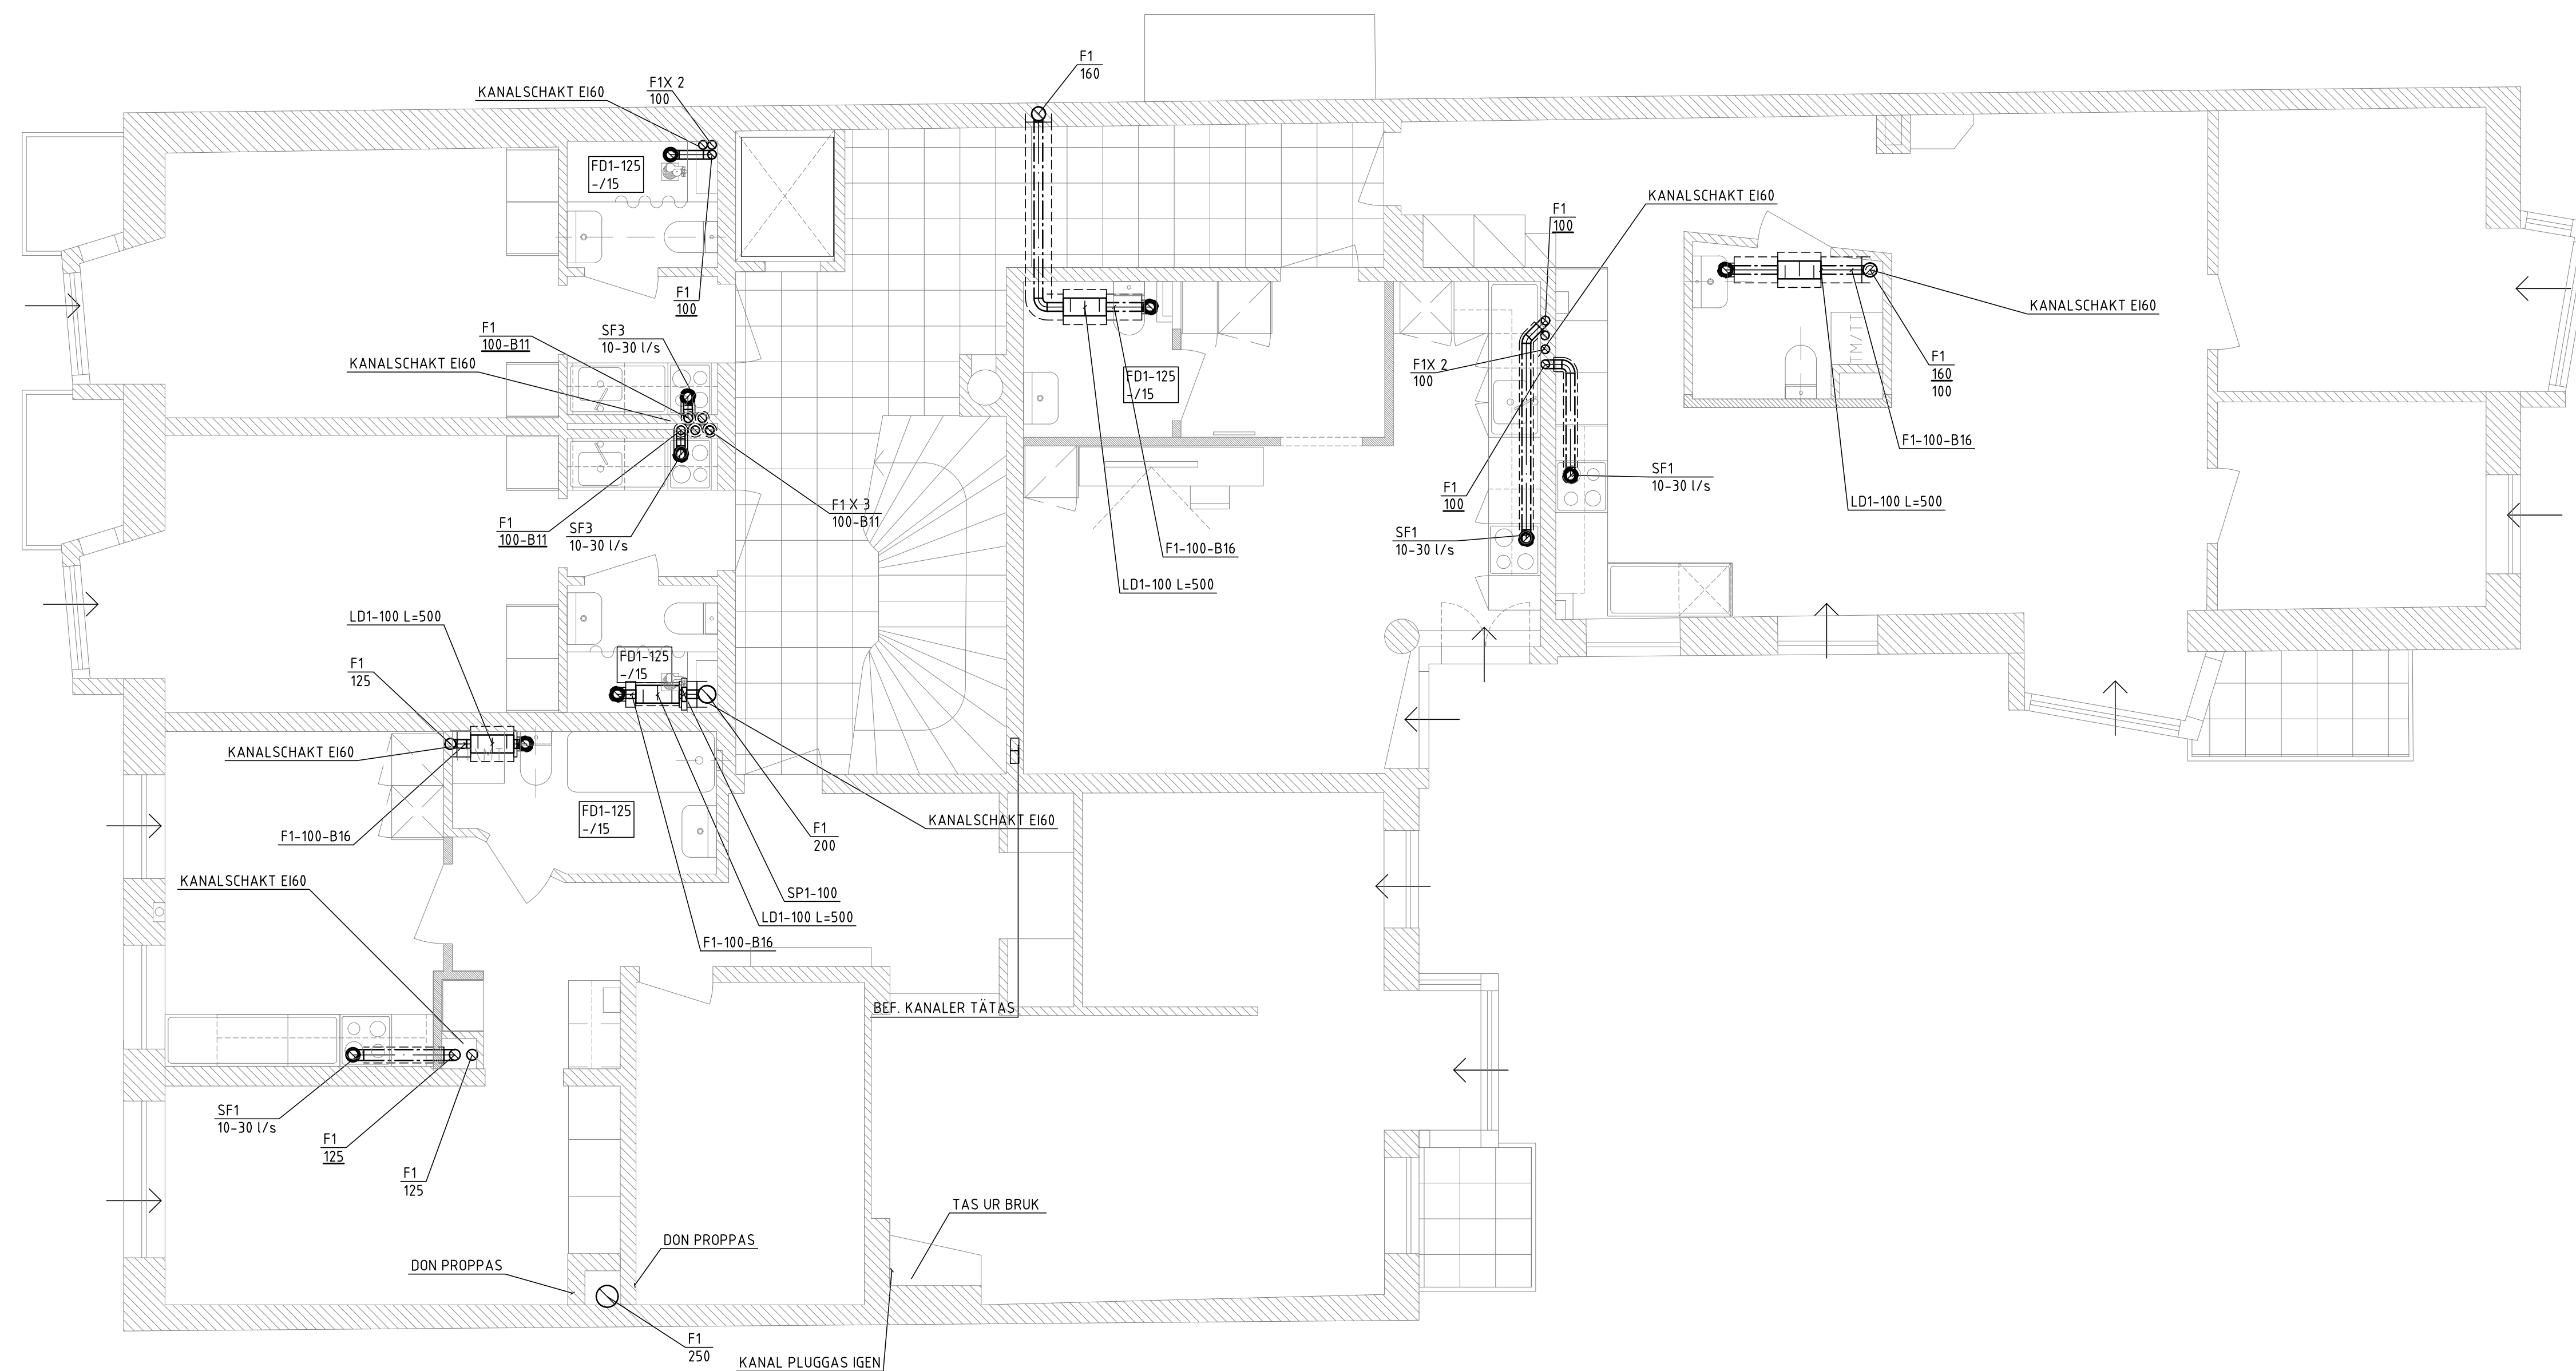 F1
160
F1X 2
100
KANALSCHAKT EI60
FD1-125
-/15
F1
100
F1
100-B11
SF3
10-30 l/s
KANALSCHAKT EI60
F1
100
KANALSCHAKT EI60
KANALSCHAKT EI60
F1
160
100
F1-100-B16
LD1-100 L=500
TM/TT
F1X 2
100
FD1-125
-/15
F1
100
SF1
10-30 l/s
SF1
10-30 l/s
F1-100-B16
LD1-100 L=500
F1 X 3
100-B11
F1
100-B11
SF3
10-30 l/s
LD1-100 L=500
F1
125
FD1-125
-/15
KANALSCHAKT EI60
F1-100-B16
FD1-125
-/15
KANALSCHAKT EI60
F1
200
KANALSCHAKT EI60
SP1-100
LD1-100 L=500
F1-100-B16
BEF. KANALER TÄTAS
SF1
10-30 l/s
F1
125
F1
125
TAS UR BRUK
DON PROPPAS
DON PROPPAS
F1
250
KANAL PLUGGAS IGEN